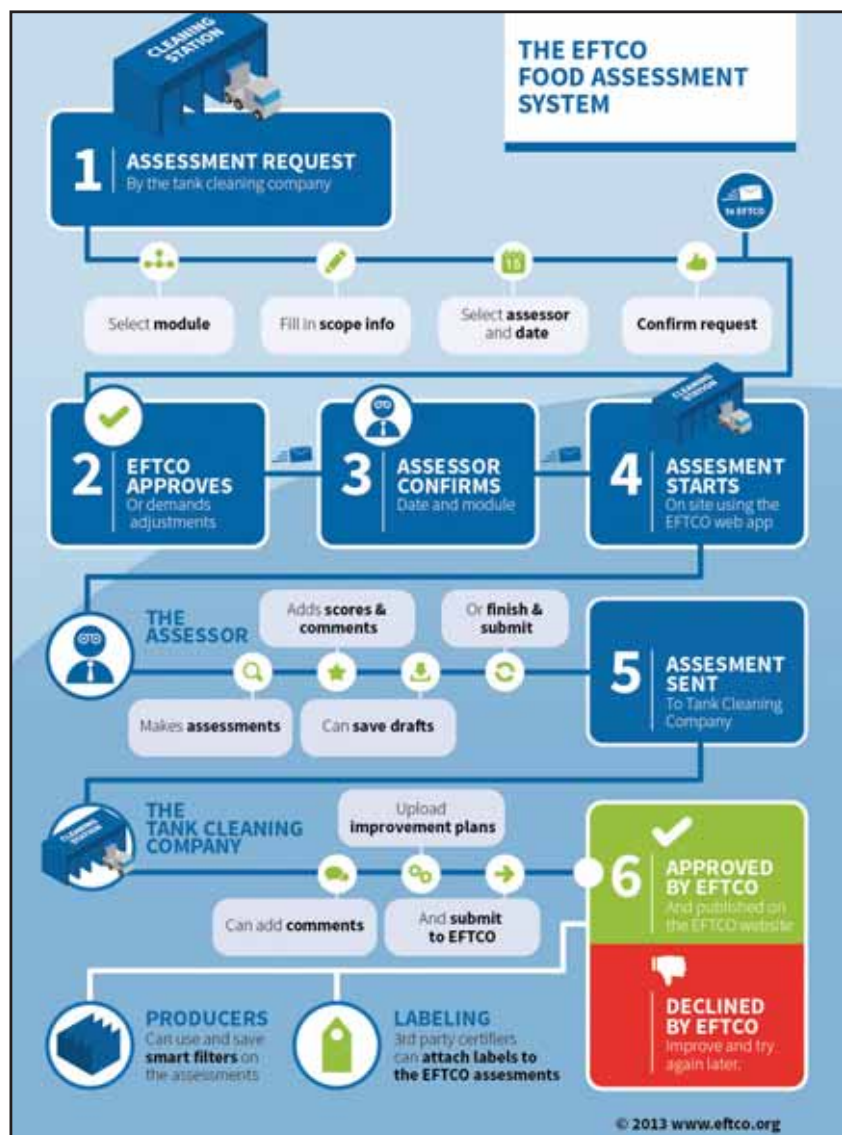 CLEANING
STATION
THE EFTCO
FOOD ASSESSMENT
SYSTEM
1
ASSESSMENT REQUEST
By the tank cleaning company
to EFTCO
Select module
Fill in scope info
15
Select assessor
and date
Confirm request
2
EFTCO
APPROVES
Or demands
adjustments
3
ASSESSOR
CONFIRMS
Date and module
CLEANING
STATION
4
ASSESMENT
STARTS
On site using the
EFTCO web app
THE
ASSESSOR
Adds scores &
comments
Or finish &
submit
Makes assessments
Can save drafts
5
ASSESMENT
SENT
To Tank Cleaning
Company
CLEANING
STATION
THE
TANK CLEANING
COMPANY
Upload
improvement plans
Can add comments
And submit
to EFTCO
6
APPROVED
BY EFTCO
And published on
the EFTCO website
DECLINED
BY EFTCO
Improve and try
again later.
PRODUCERS
Can use and save
smart filters on
the assessments
LABELING
3rd party certifiers
can attach labels to
the EFTCO assesments
© 2013 www.eftco.org